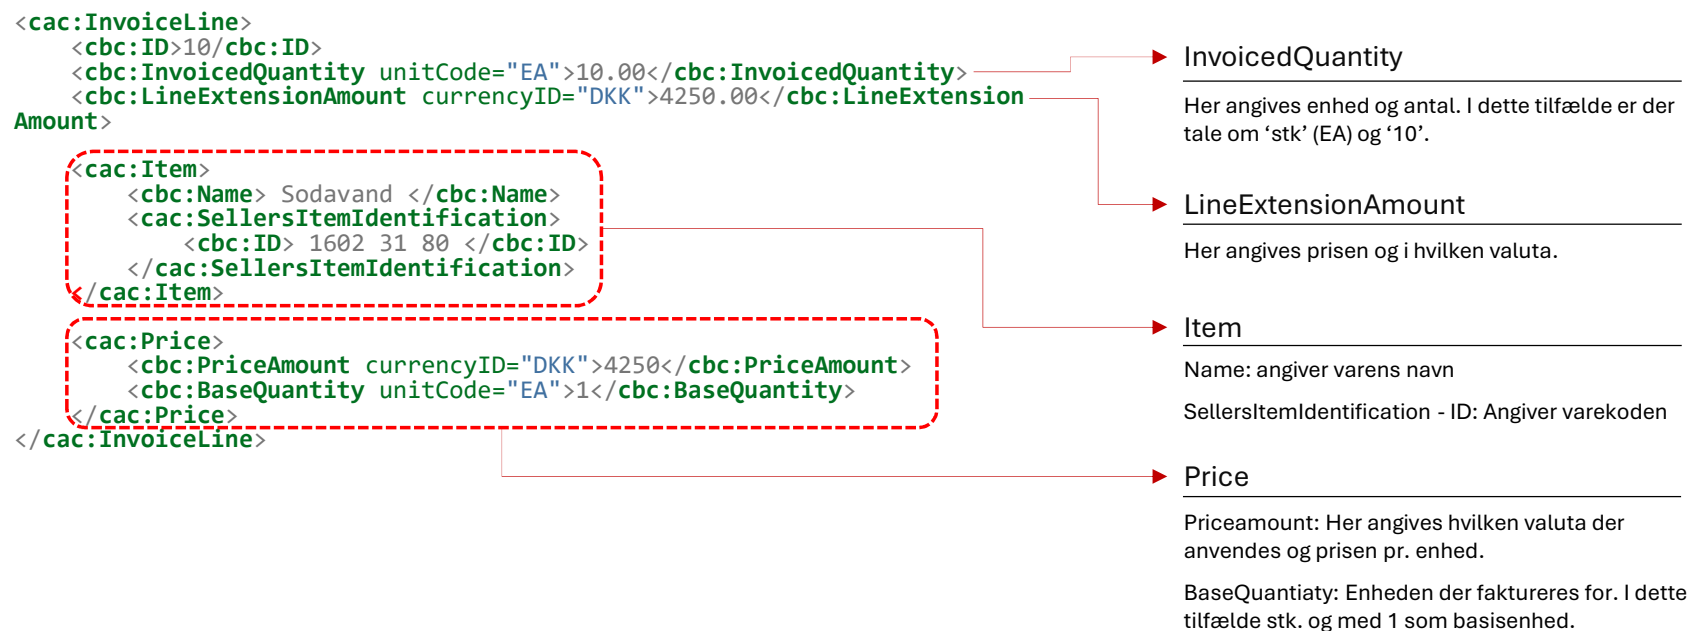 <cac:InvoiceLine>
<cbc:ID>10/cbc:ID>
<cbc:InvoicedQuantity unitCode="EA">10.00</cbc:InvoicedQuantity>
<cbc:LineExtensionAmount currencyID="DKK">4250.00</cbc:LineExtension
Amount>
<cac:Item>
<cbc:Name> Sodavand </cbc:Name>
<cac:SellersItemIdentification>
<cbc:ID> 1602 31 80 </cbc:ID>
</cac:SellersItemIdentification>
</cac:Item>
<cac:Price>
<cbc:PriceAmount currencyID="DKK">4250</cbc:PriceAmount>
<cbc:BaseQuantity unitCode="EA">1</cbc:BaseQuantity>
</cac:Price>
</cac:InvoiceLine>
InvoicedQuantity
Her angives enhed og antal. I dette tilfælde er der
tale om ‘stk’ (EA) og ‘10’.
LineExtensionAmount
Her angives prisen og i hvilken valuta.
Item
Name: angiver varens navn
SellersItemIdentification - ID: Angiver varekoden
Price
Priceamount: Her angives hvilken valuta der
anvendes og prisen pr. enhed.
BaseQuantiaty: Enheden der faktureres for. I dette
tilfælde stk. og med 1 som basisenhed.